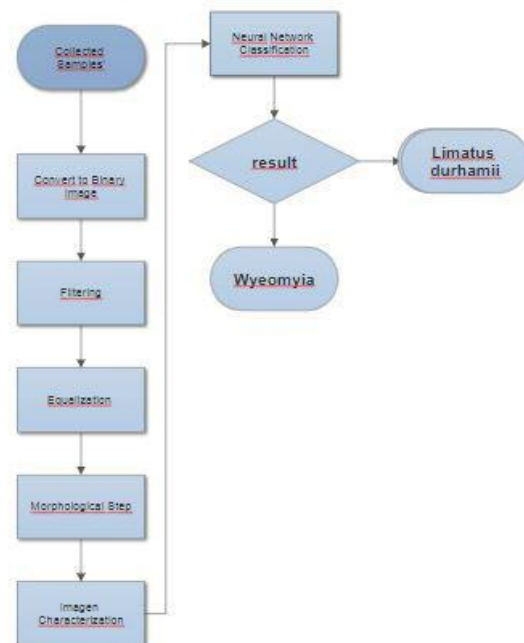 Collected
Samples
Convert to Binary
Image
Filtering
Equalization
Morphological Step
Imagen
Characterization
Neural Network
Classification
result
Limatus
durhamii
Wyeomyia